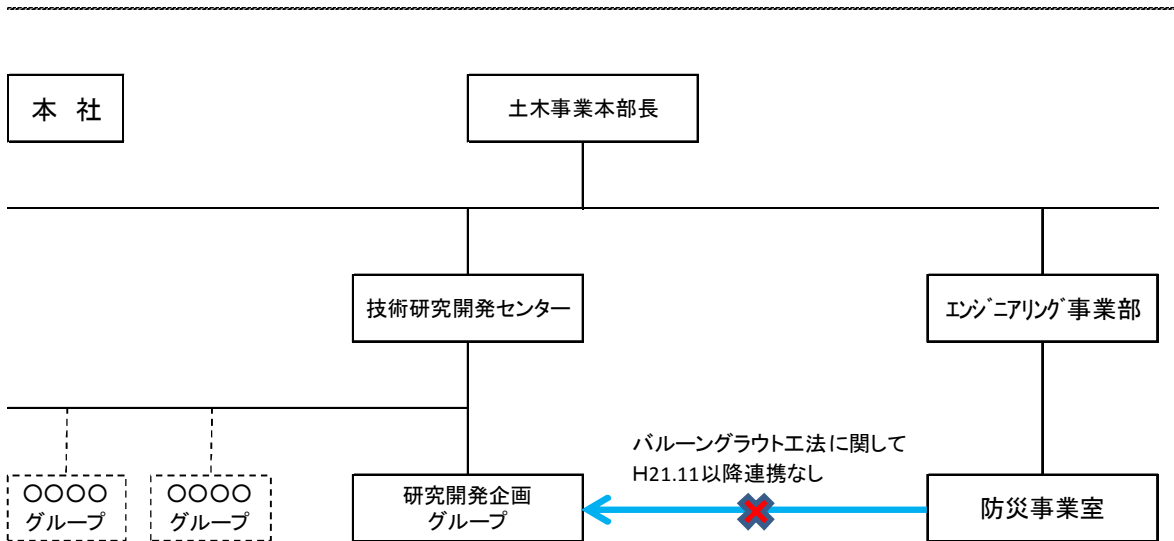 本 社
土木事業本部長
技術研究開発センター
エンジニアリング事業部
バルーングラウト工法に関して
H21.11以降連携なし
○○○○
グループ
○○○○
グループ
研究開発企画
グループ
防災事業室